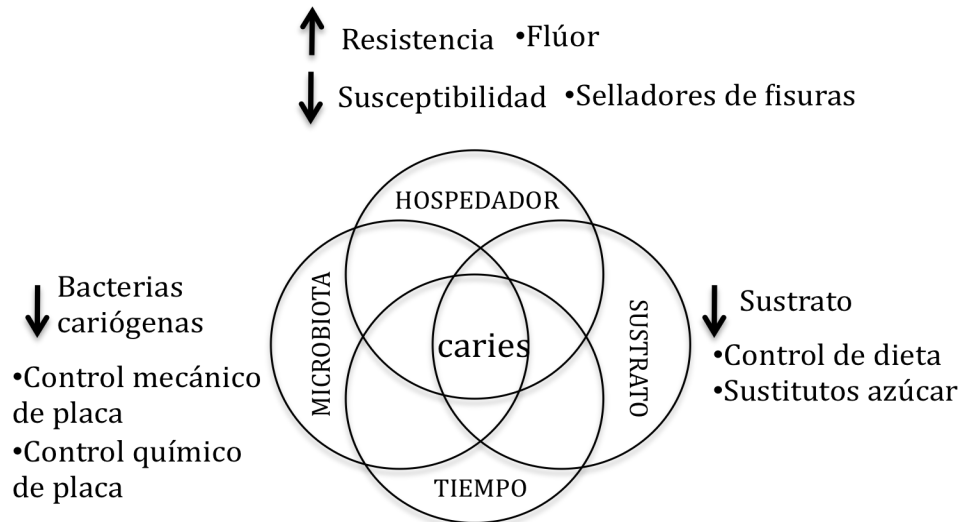 Resistencia •Flúor
Susceptibilidad •Selladores de fisuras
HOSPEDADOR
MICROBIOTA
SUSTRATO
caries
TIEMPO
Bacterias
cariógenas
•Control mecánico
de placa
•Control químico
de placa
Sustrato
•Control de dieta
•Sustitutos azúcar